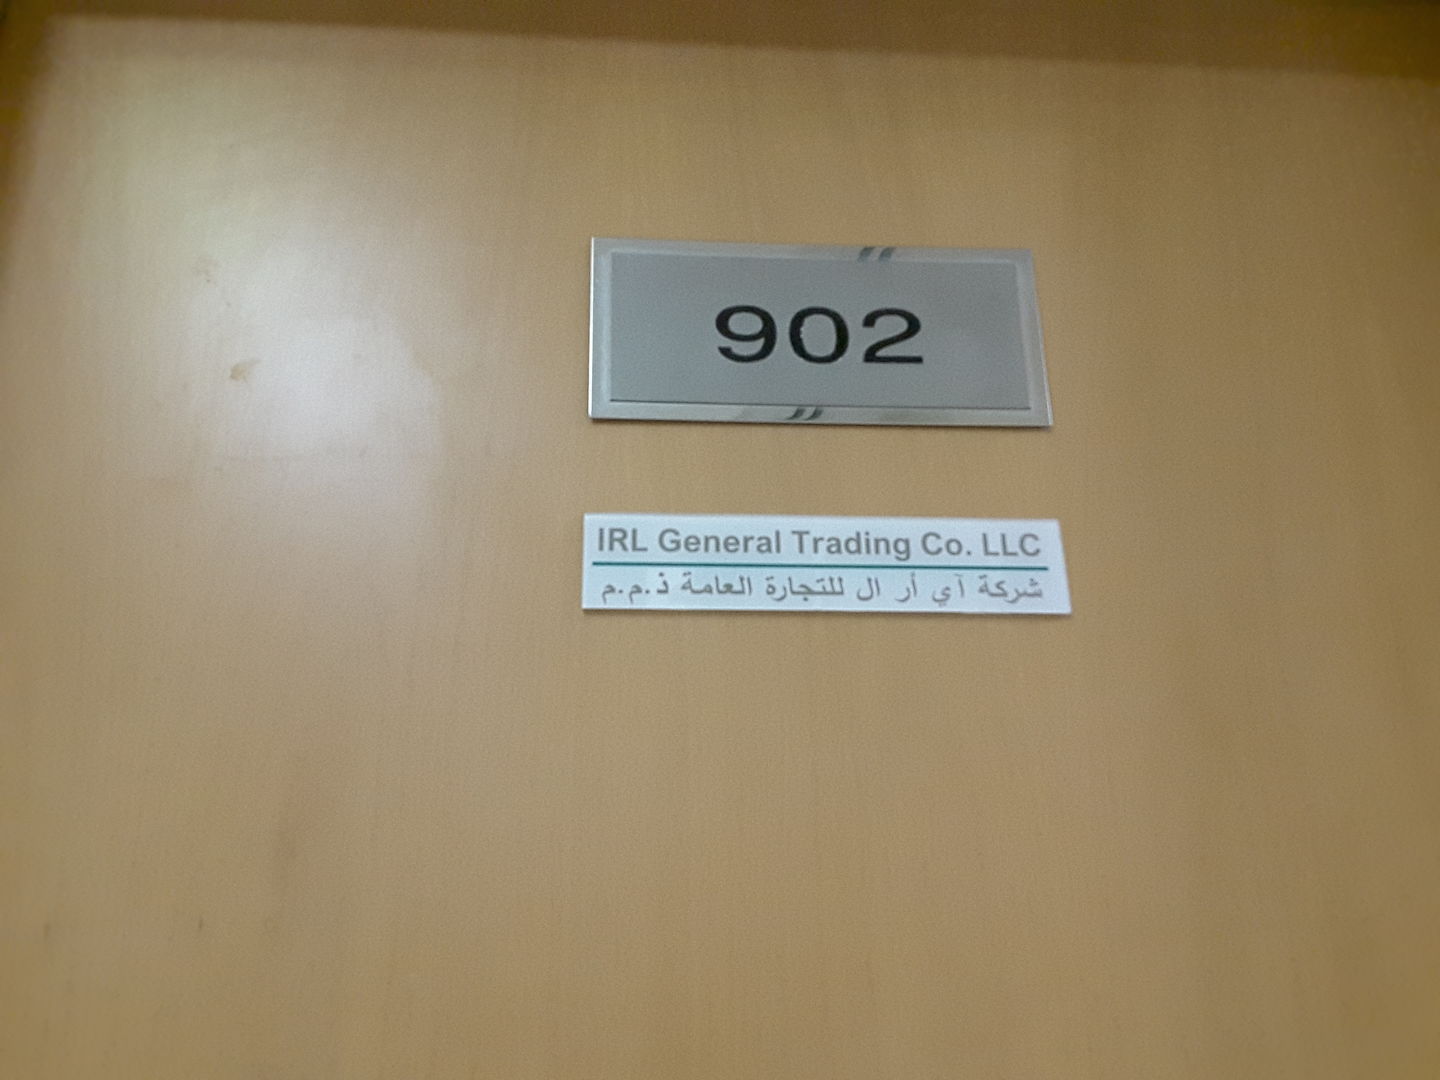 902
IRL General Trading Co. LLC
شركة آي أر ال للتجارة العامة ذ.م.م